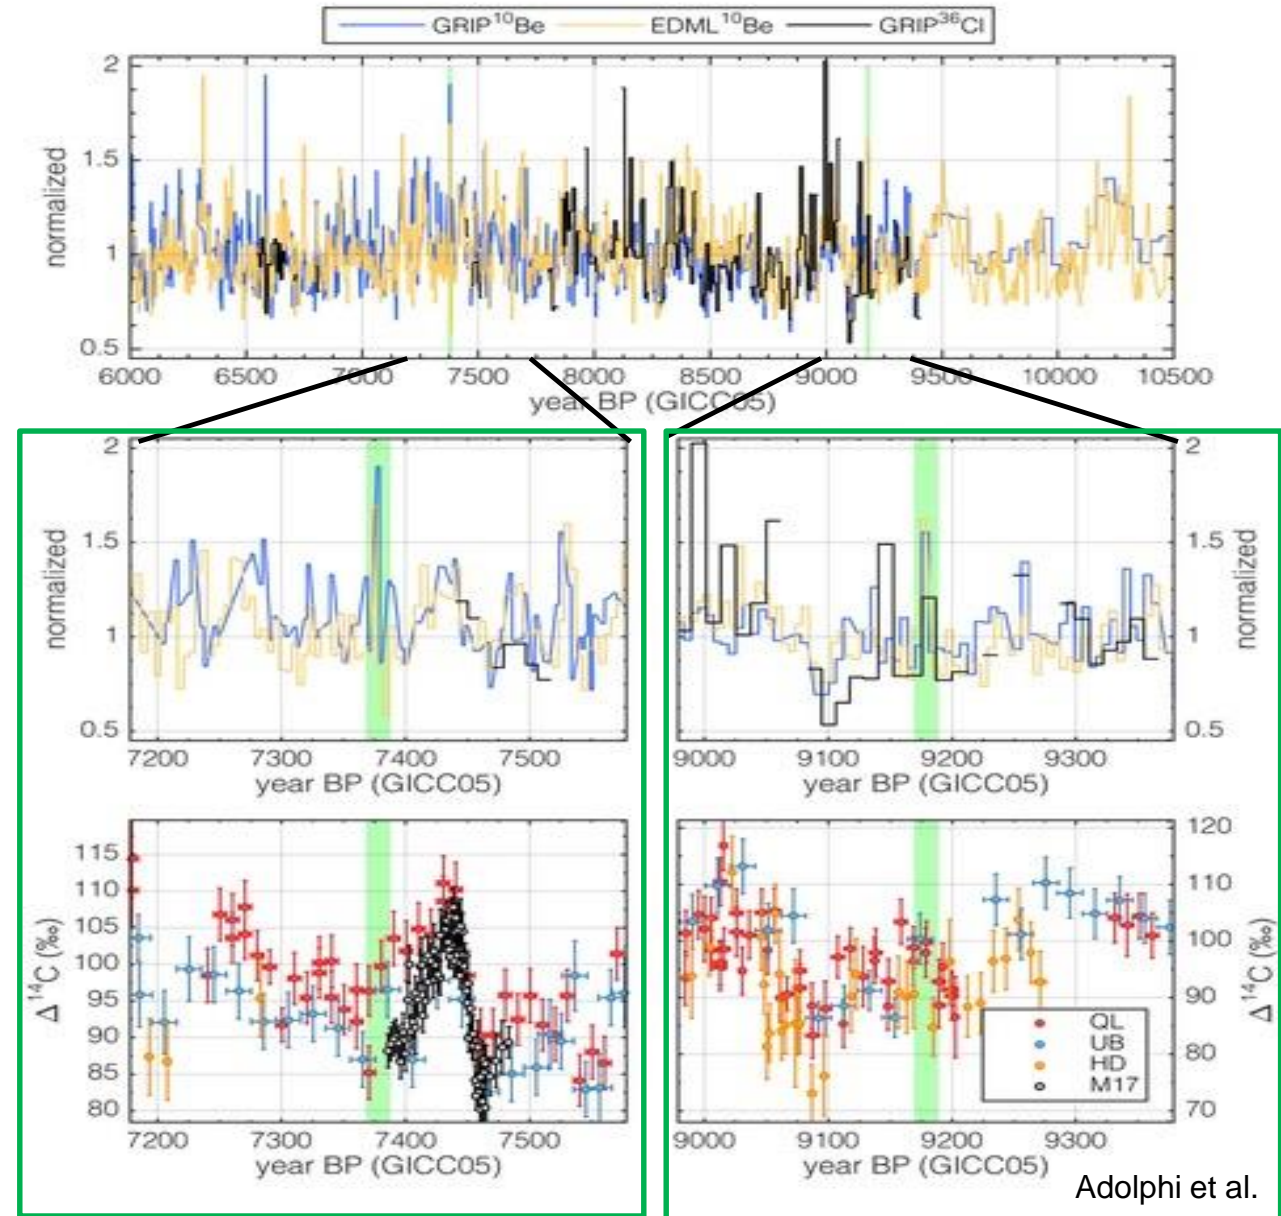 GRIP¹⁰Be EDML¹⁰Be GRIP³⁶Cl
2
1.5
1
0.5
normalized
6000 6500 7000 7500 8000 8500 9000 9500 10000 10500
year BP (GICC05)
2
1.5
1
0.5
normalized
7200 7300 7400 7500
year BP (GICC05)
2
1.5
1
0.5
normalized
9000 9100 9200 9300
year BP (GICC05)
115
110
105
100
95
90
85
80
Δ¹⁴C (‰)
7200 7300 7400 7500
year BP (GICC05)
120
110
100
90
80
70
Δ¹⁴C (‰)
QL
UB
HD
M17
9000 9100 9200 9300
year BP (GICC05)
Adolphi et al.